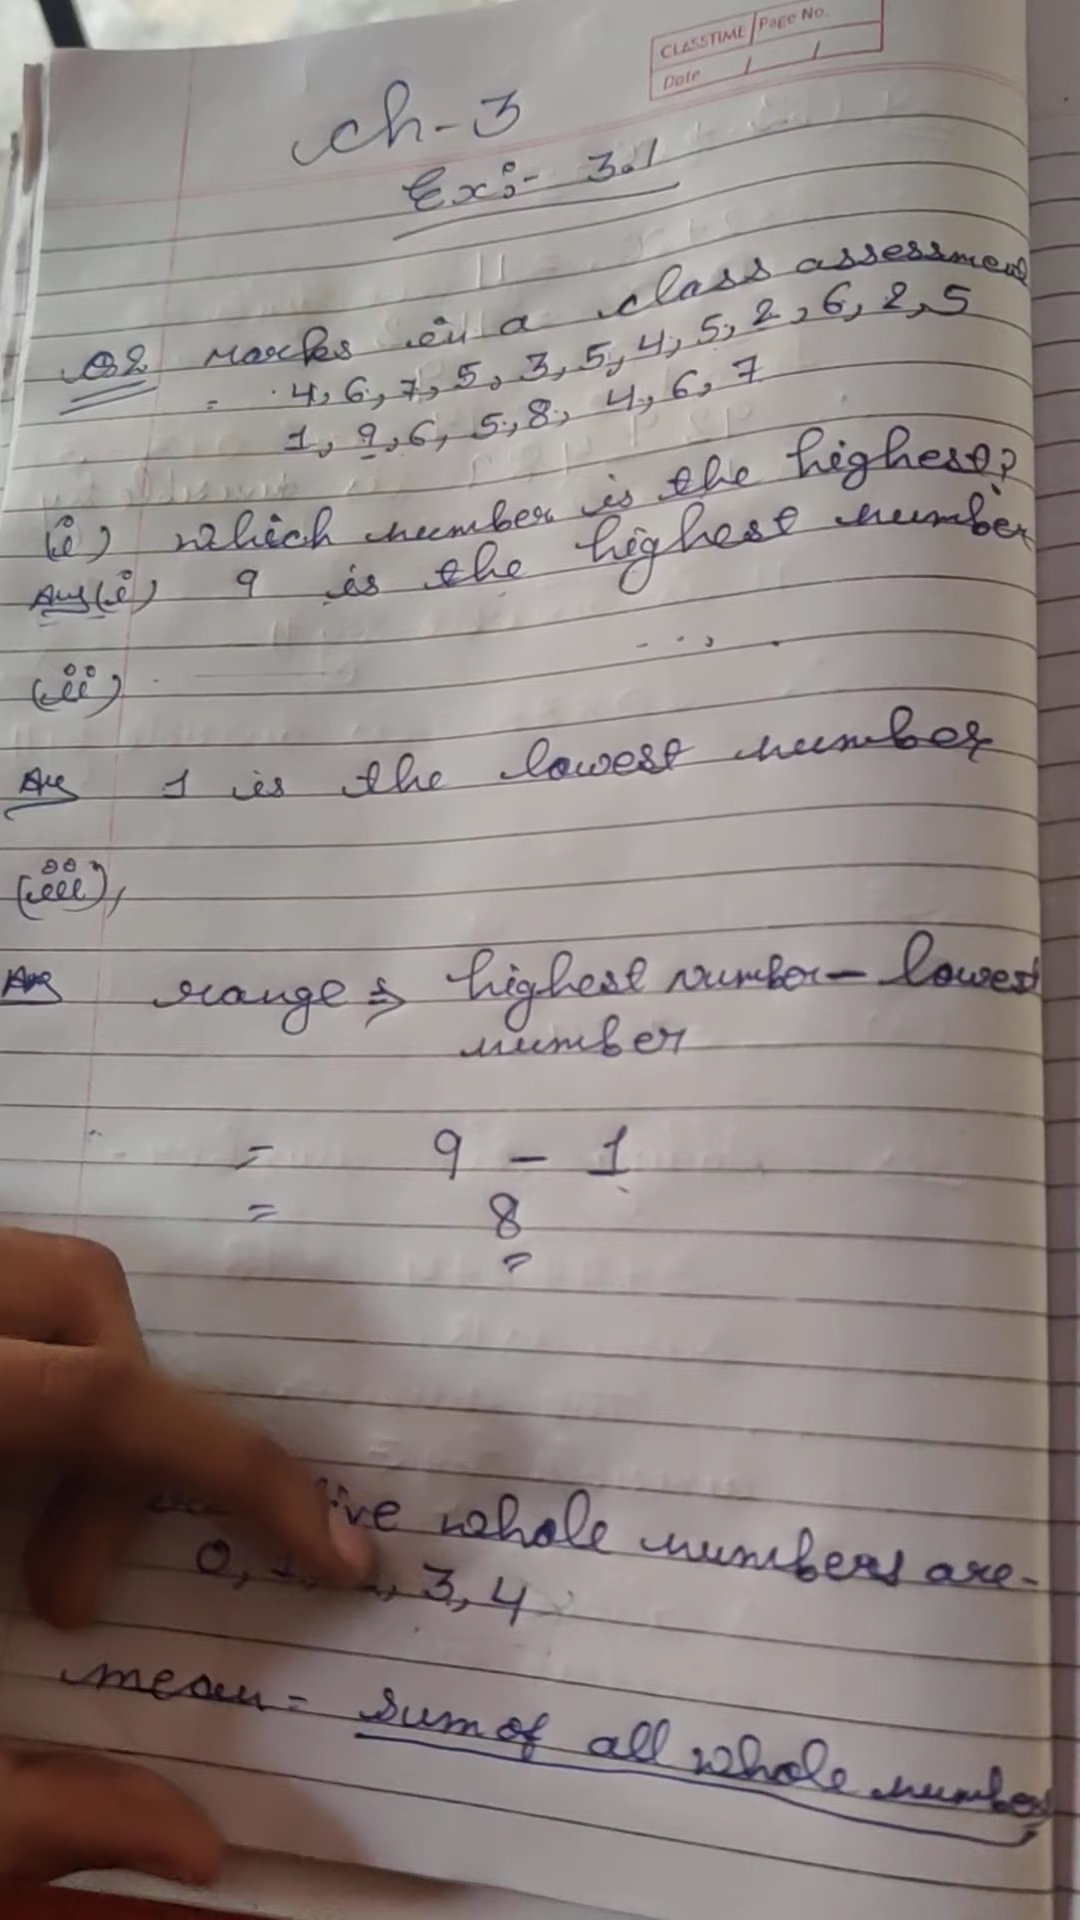 CLASSTIME Page No.
Date / /
Ch-3
Ex:- 3.1
Q2 Marks in a class assessment
= 4, 6, 7, 5, 3, 5, 4, 5, 2, 6, 2, 5
1, 9, 6, 5, 8, 4, 6, 7
(i) which number is the highest?
Ans(i) 9 is the highest number
(ii)
Ans 1 is the lowest number
(iii)
Ans range ⇒ highest number - lowest
number
= 9 - 1
= 8
five whole numbers are-
0, 1, 3, 4
mean = sum of all whole number